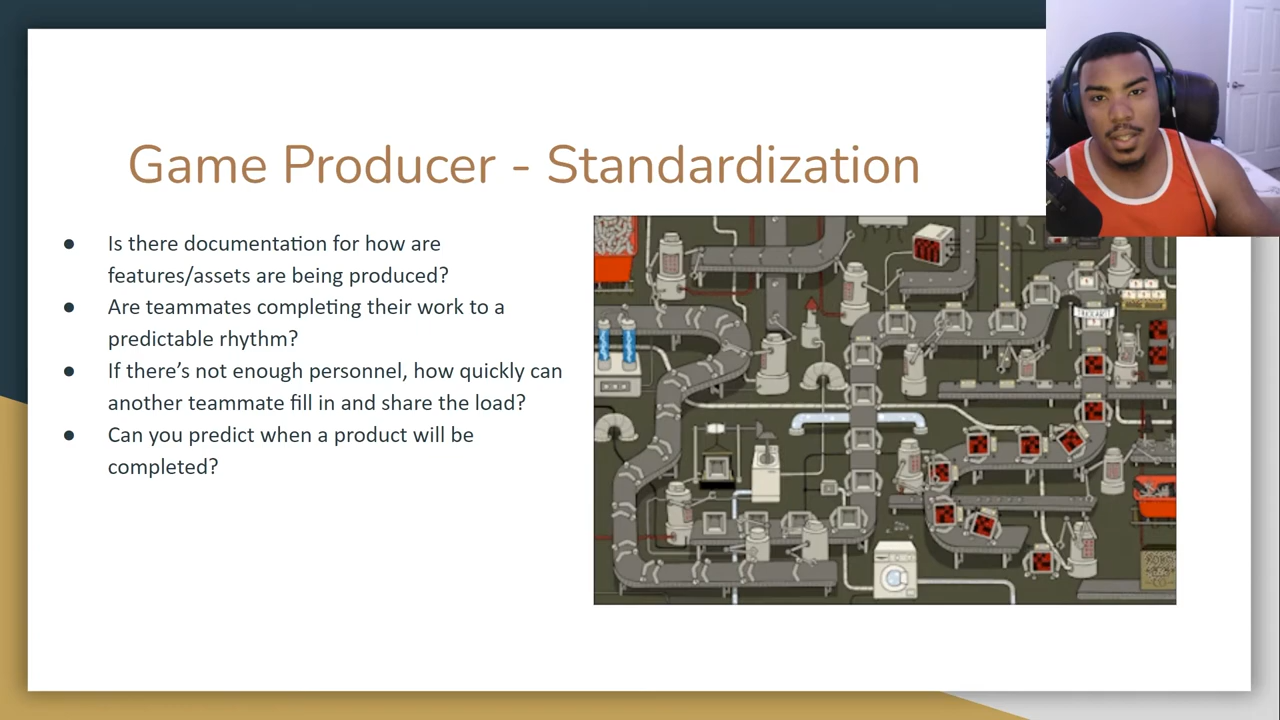 Game Producer - Standardization
● Is there documentation for how are
features/assets are being produced?
● Are teammates completing their work to a
predictable rhythm?
● If there's not enough personnel, how quickly can
another teammate fill in and share the load?
● Can you predict when a product will be
completed?